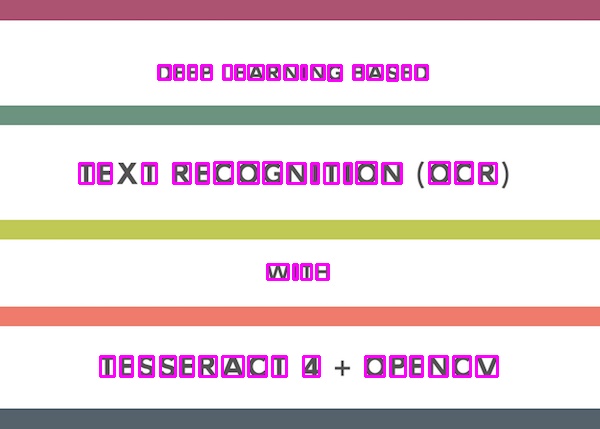 DEEP LEARNING BASED
TEXT RECOGNITION (OCR)
WITH
TESSERACT 4 + OPENCV